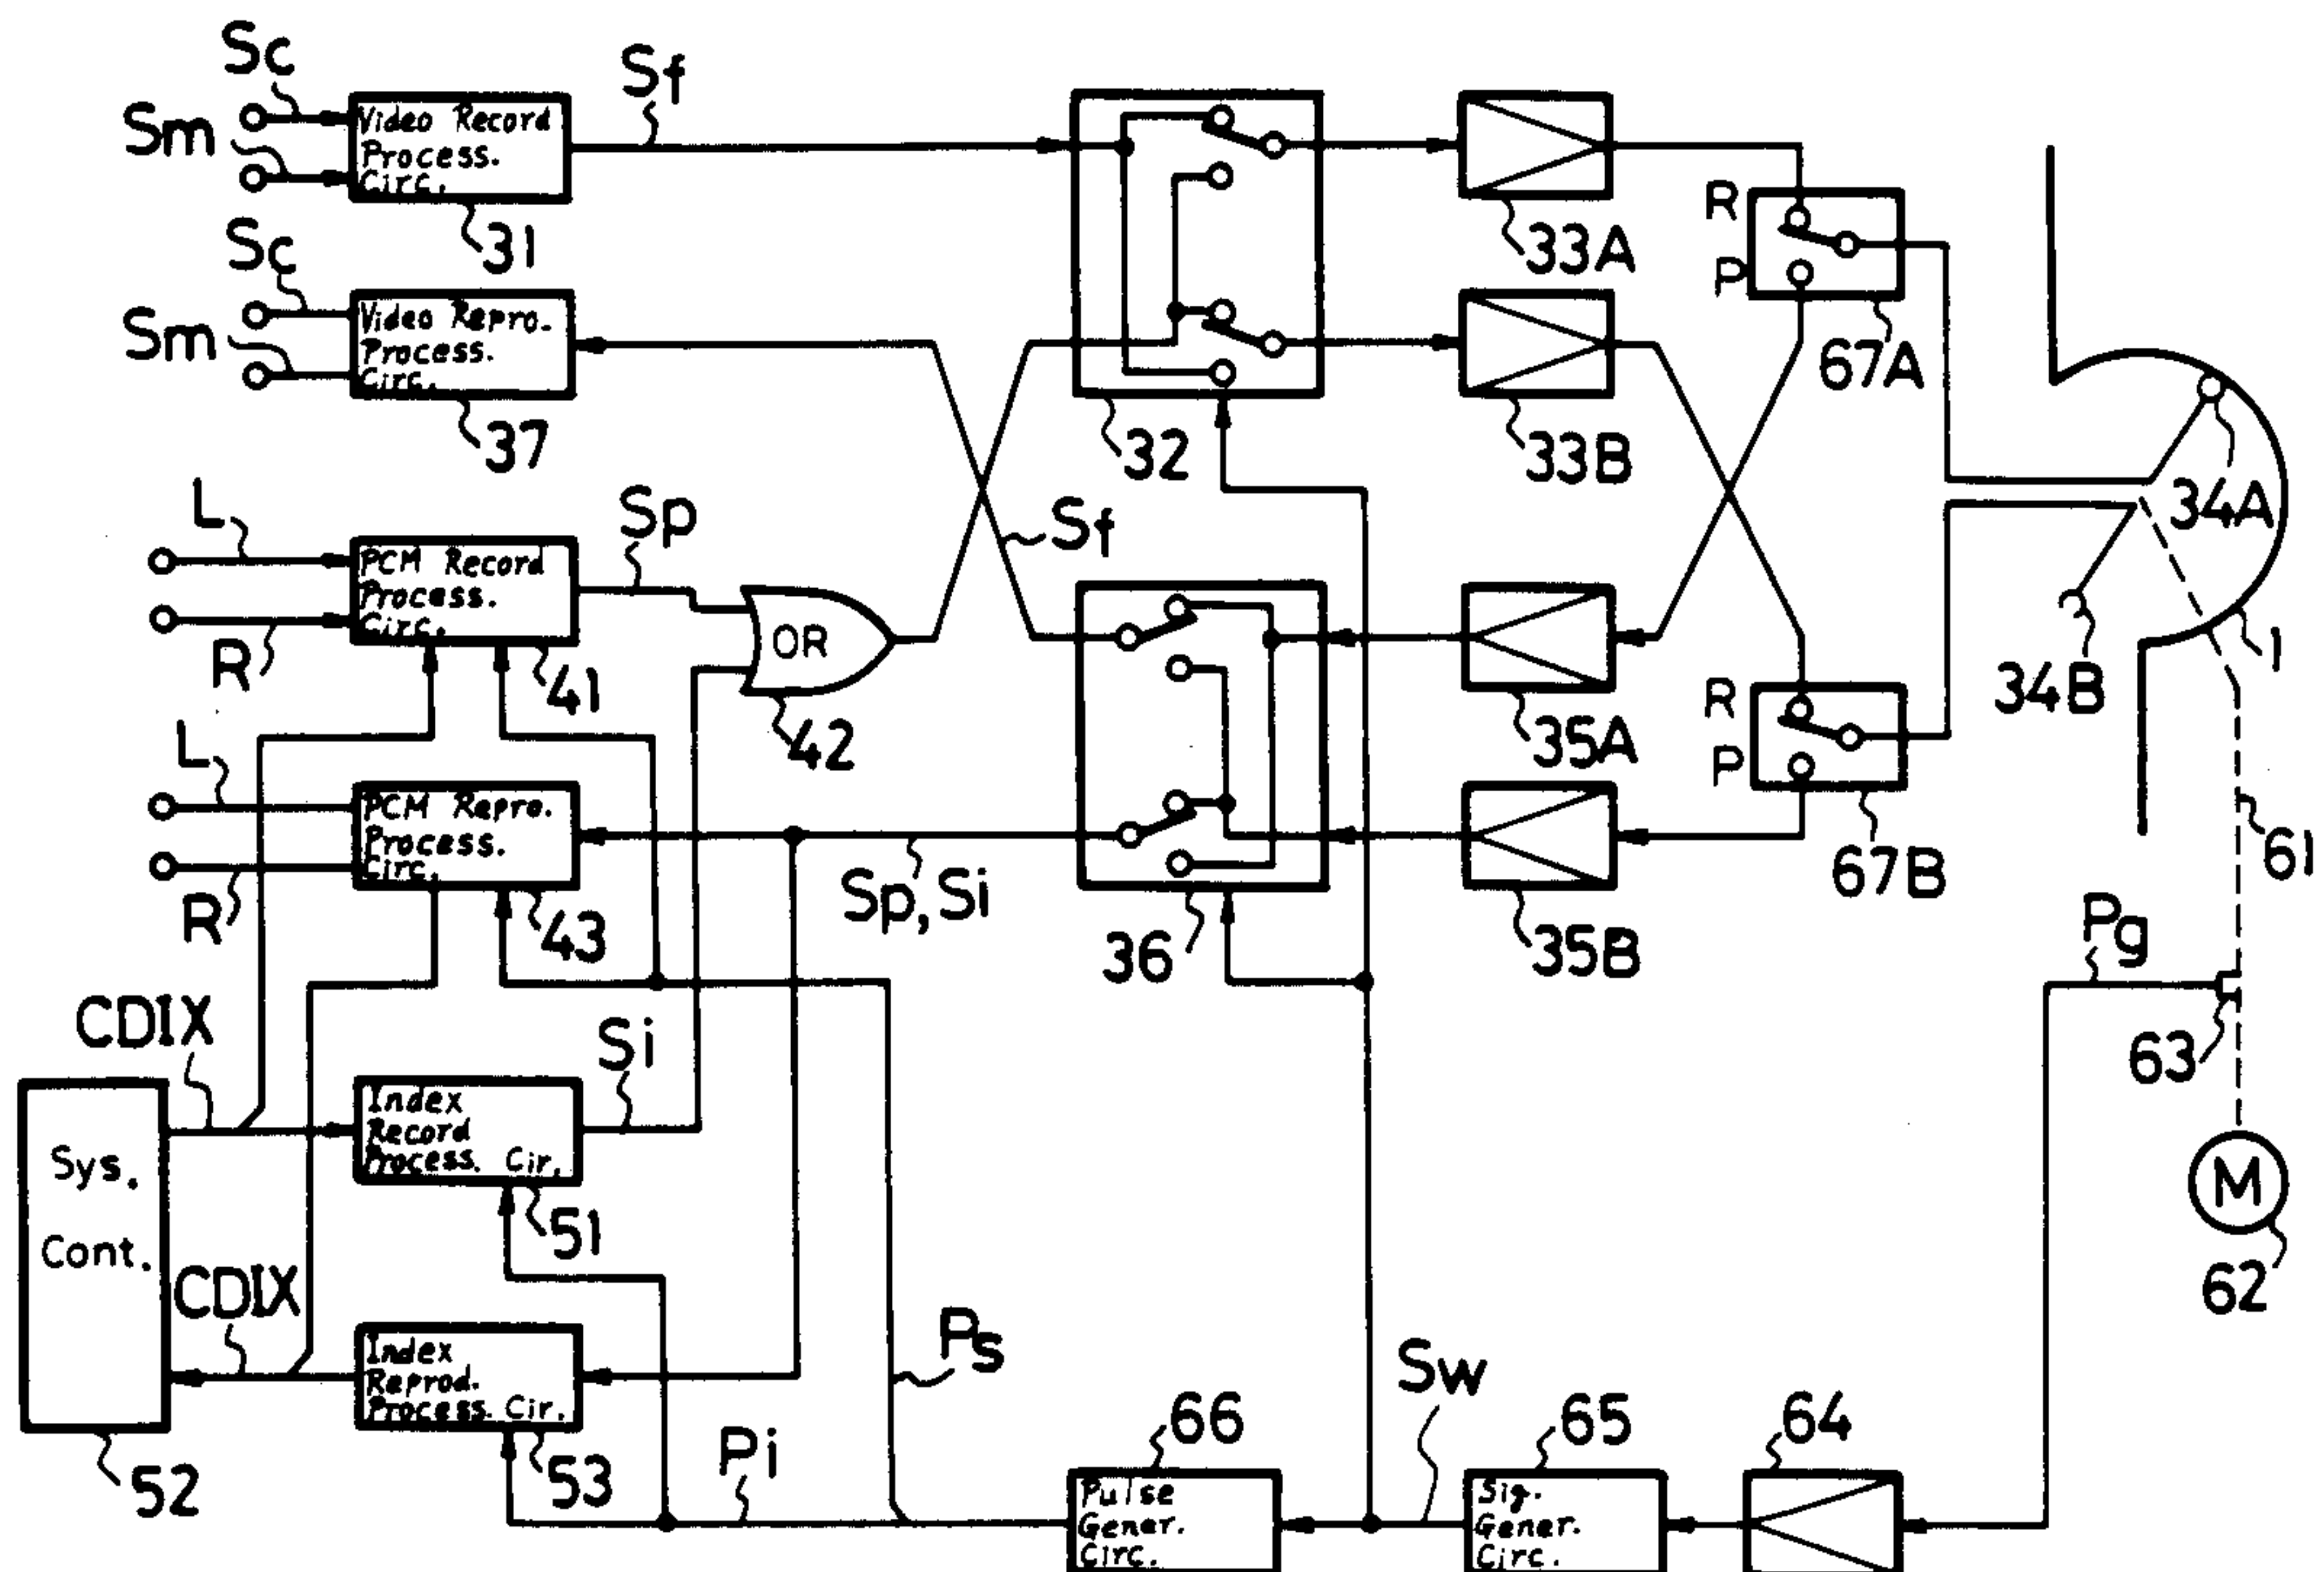 Sc
Sm
Video Record
Process.
Circ.
31
Sf
32
33A
R
P
67A
Sc
Sm
Video Repro.
Process.
Circ.
37
33B
34A
34B
1
L
R
PCM Record
Process.
Circ.
41
Sp
OR
42
Sf
35A
R
P
67B
61
L
R
PCM Repro.
Process.
Circ.
43
Sp, Si
36
35B
Pg
63
CDIX
Si
Sys.
Cont.
52
Index
Record
Process. Cir.
51
M
62
CDIX
Index
Reprod.
Process. Cir.
53
Ps
Pi
66
Pulse
Gener.
Circ.
Sw
65
Sig.
Gener.
Circ.
64